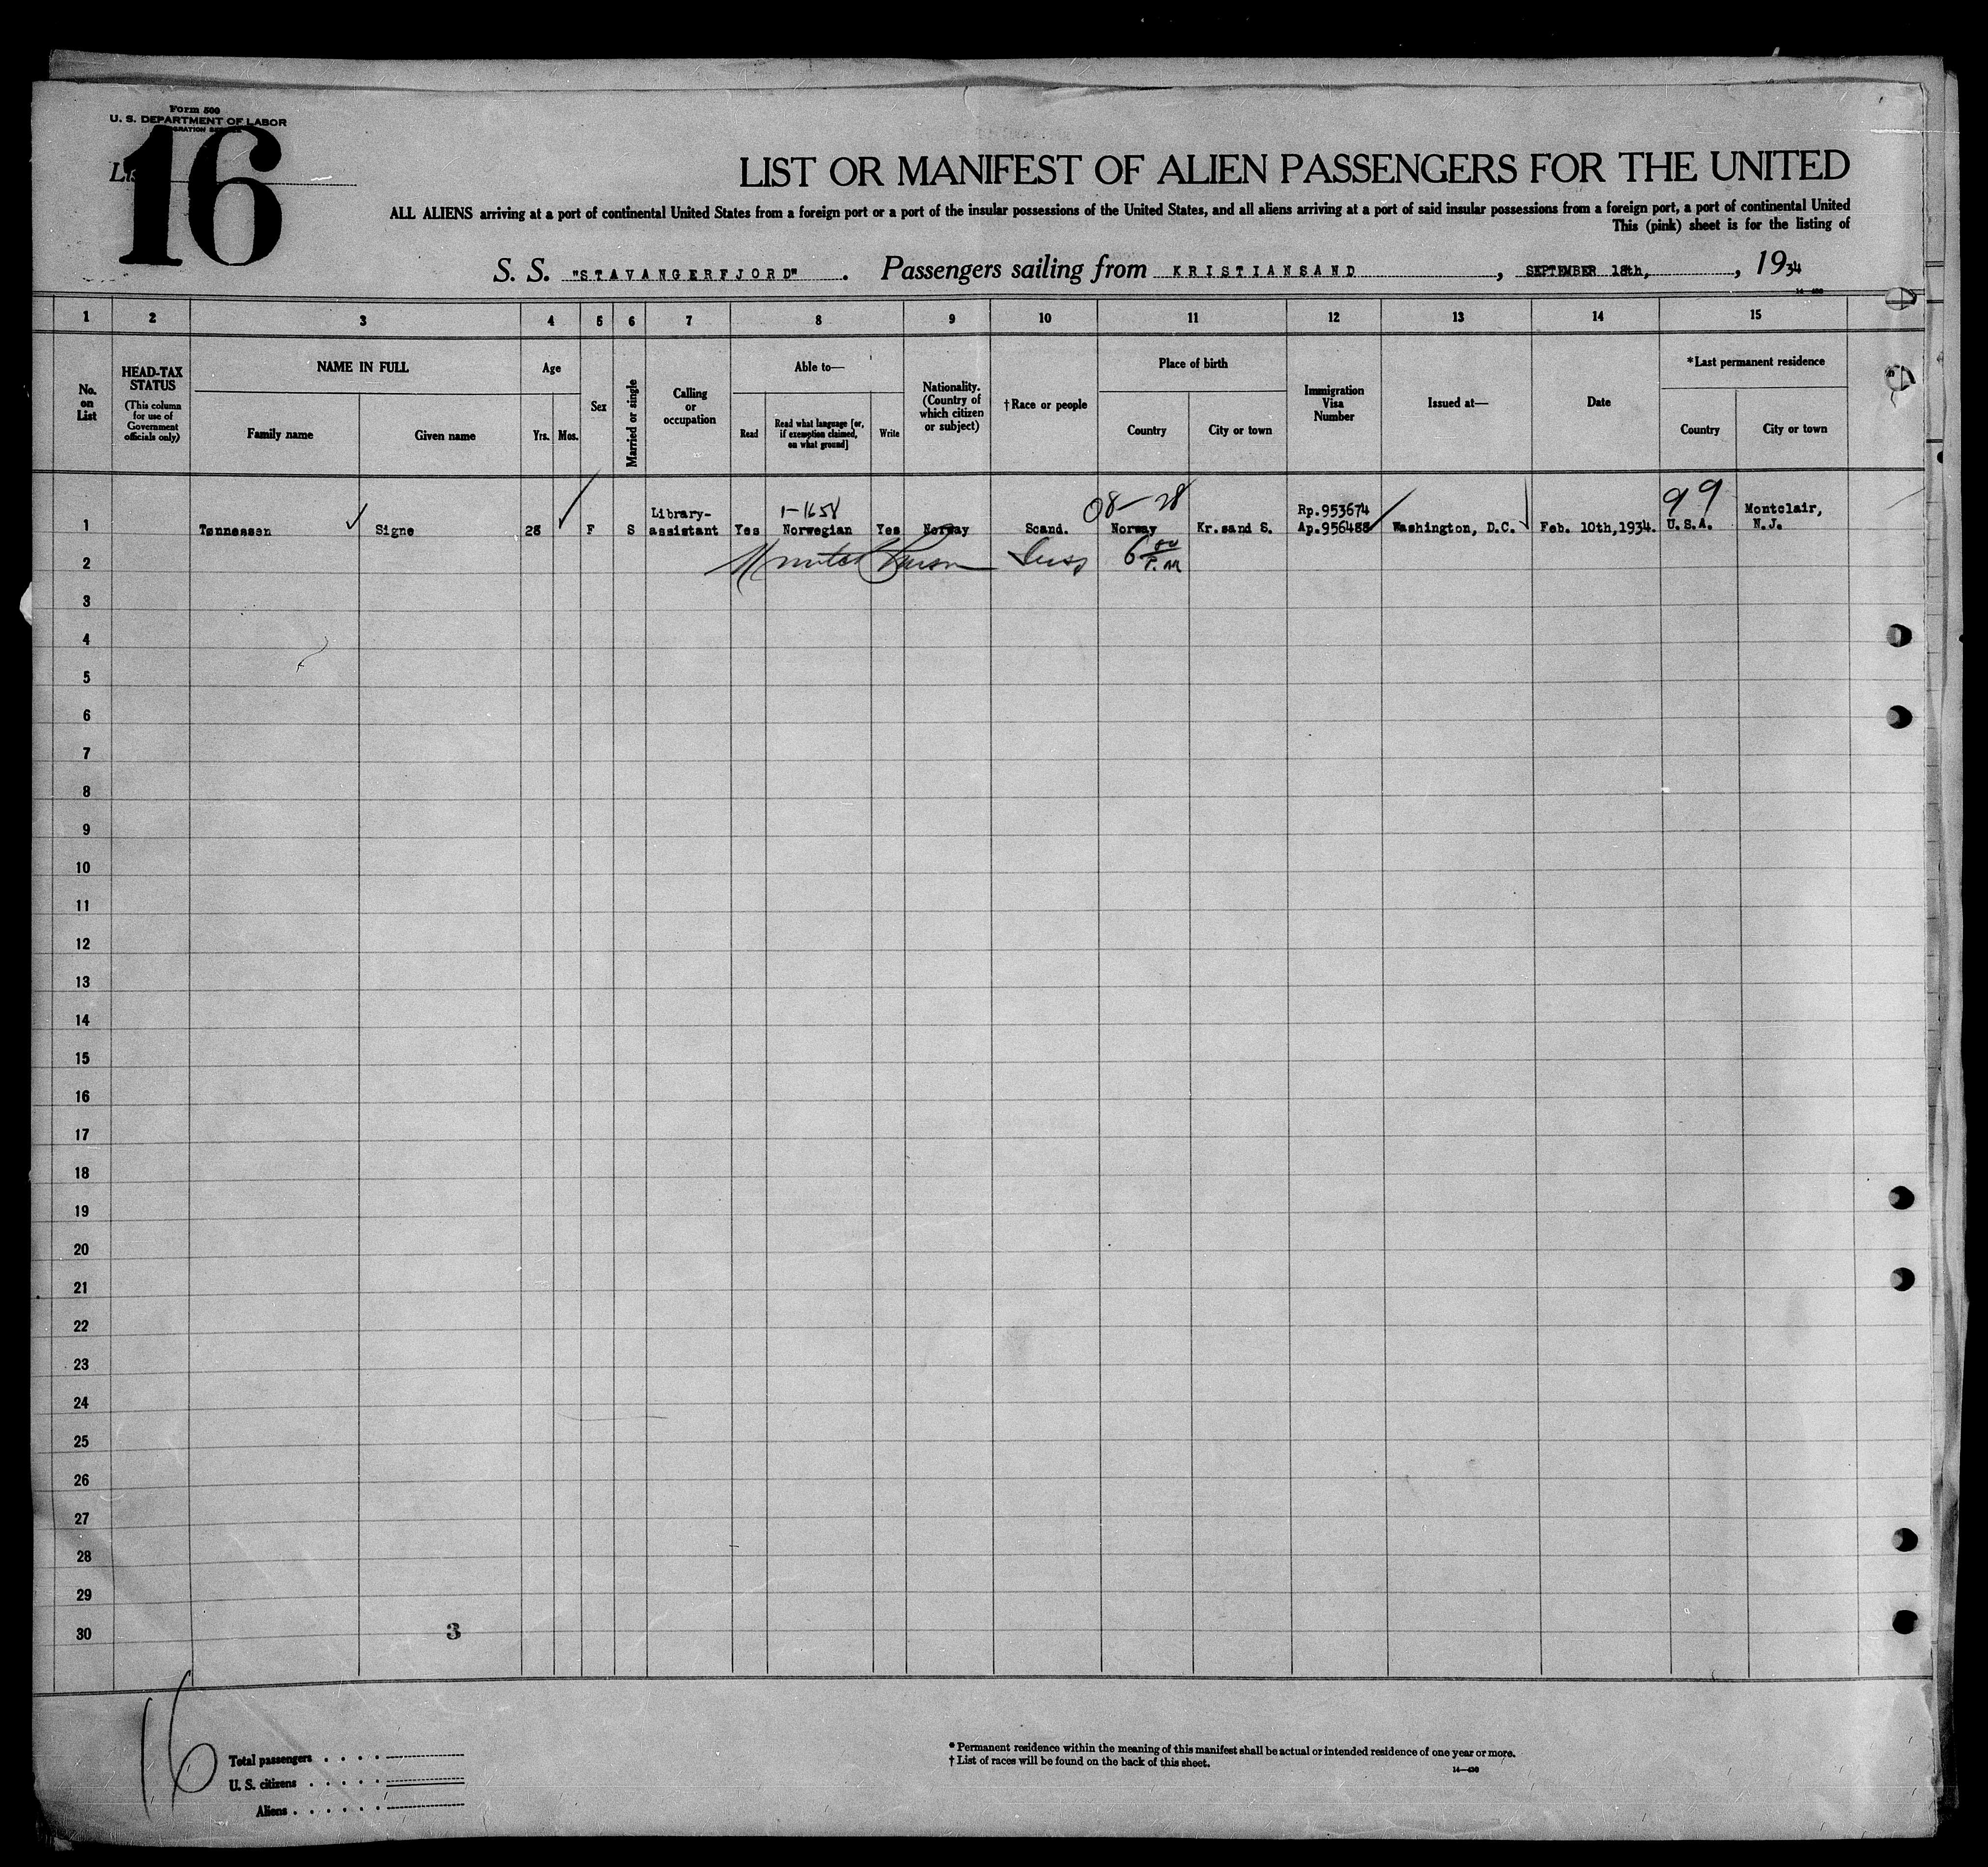 Form 500
U. S. DEPARTMENT OF LABOR
16
LIST OR MANIFEST OF ALIEN PASSENGERS FOR THE UNITED
ALL ALIENS arriving at a port of continental United States from a foreign port or a port of the insular possessions of the United States, and all aliens arriving at a port of said insular possessions from a foreign port, a port of continental United
This (pink) sheet is for the listing of
S. S. "STAVANGERFJORD". Passengers sailing from KRISTIANSAND, SEPTEMBER 18th, , 1934
1 2 3 4 5 6 7 8 9 10 11 12 13 14 15
No. on List
HEAD-TAX STATUS
(This column for use of Government officials only)
NAME IN FULL
Family name
Given name
Age
Yrs.
Mos.
Sex
Married or single
Calling or occupation
Able to—
Read
Read what language [or, if exemption claimed, on what ground]
Write
Nationality. (Country of which citizen or subject)
†Race or people
Place of birth
Country
City or town
Immigration Visa Number
Issued at—
Date
*Last permanent residence
Country
City or town
1 Tønnessen Signe 28 F S Library-assistant Yes 1-1658 Norwegian Yes Norway Scand. 08-28 Norway Kr.sand S. Rp.953674 Ap.956488 Washington, D.C. Feb. 10th,1934. 99 U.S.A. Montclair, N.J.
2 6 00 P.M
3
4
5
6
7
8
9
10
11
12
13
14
15
16
17
18
19
20
21
22
23
24
25
26
27
28
29
30
3
16
Total passengers . . . .
U. S. citizens . . . . .
Aliens . . . . . .
* Permanent residence within the meaning of this manifest shall be actual or intended residence of one year or more.
† List of races will be found on the back of this sheet.